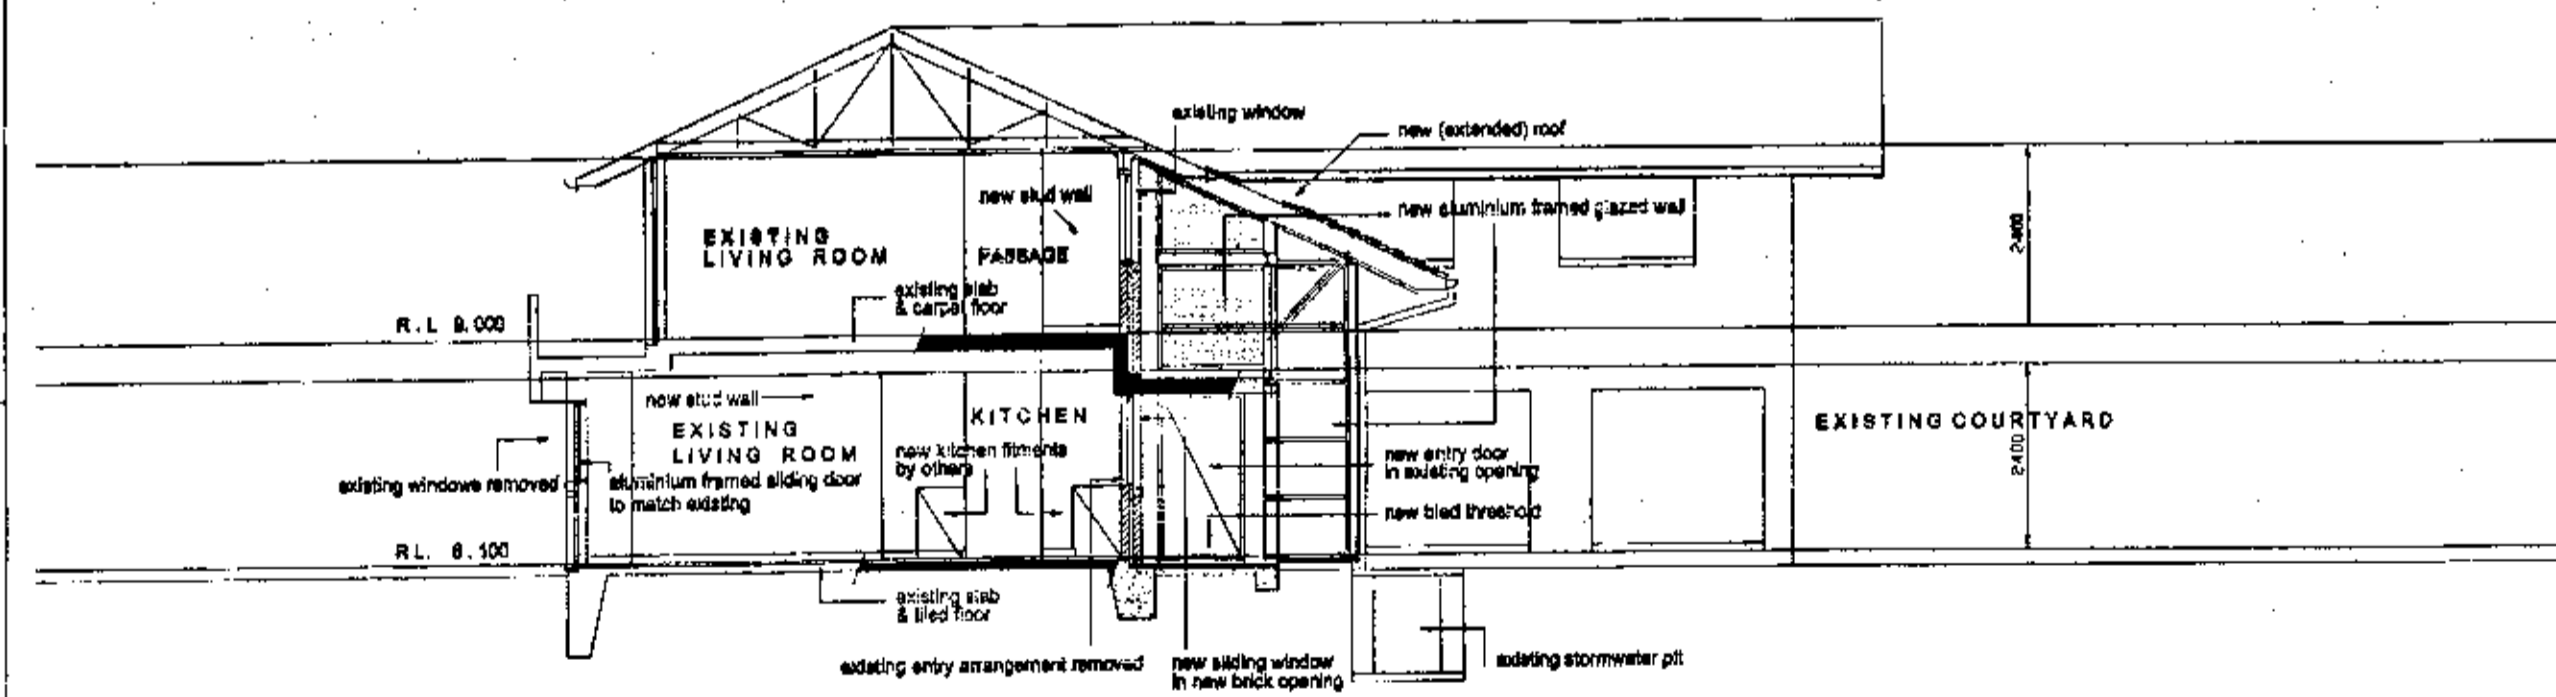 existing window
new (extended) roof
new stud wall
new aluminium framed glazed wall
EXISTING
LIVING ROOM
PASSAGE
2400
existing slab
& carpet floor
R.L 9.000
new stud wall
KITCHEN
EXISTING
LIVING ROOM
EXISTING COURTYARD
new kitchen fitments
by others
new entry door
in existing opening
2400
existing windows removed
aluminium framed sliding door
to match existing
new tiled threshold
RL. 6.100
existing slab
& tiled floor
existing entry arrangement removed
new sliding window
in new brick opening
existing stormwater pit